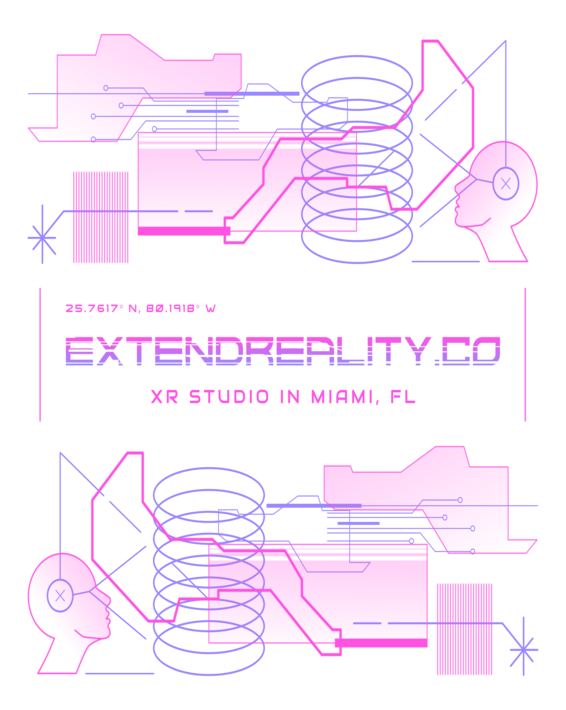 25.7617° N, 80.1918° W
EXTENDREALITY.CO
XR STUDIO IN MIAMI, FL